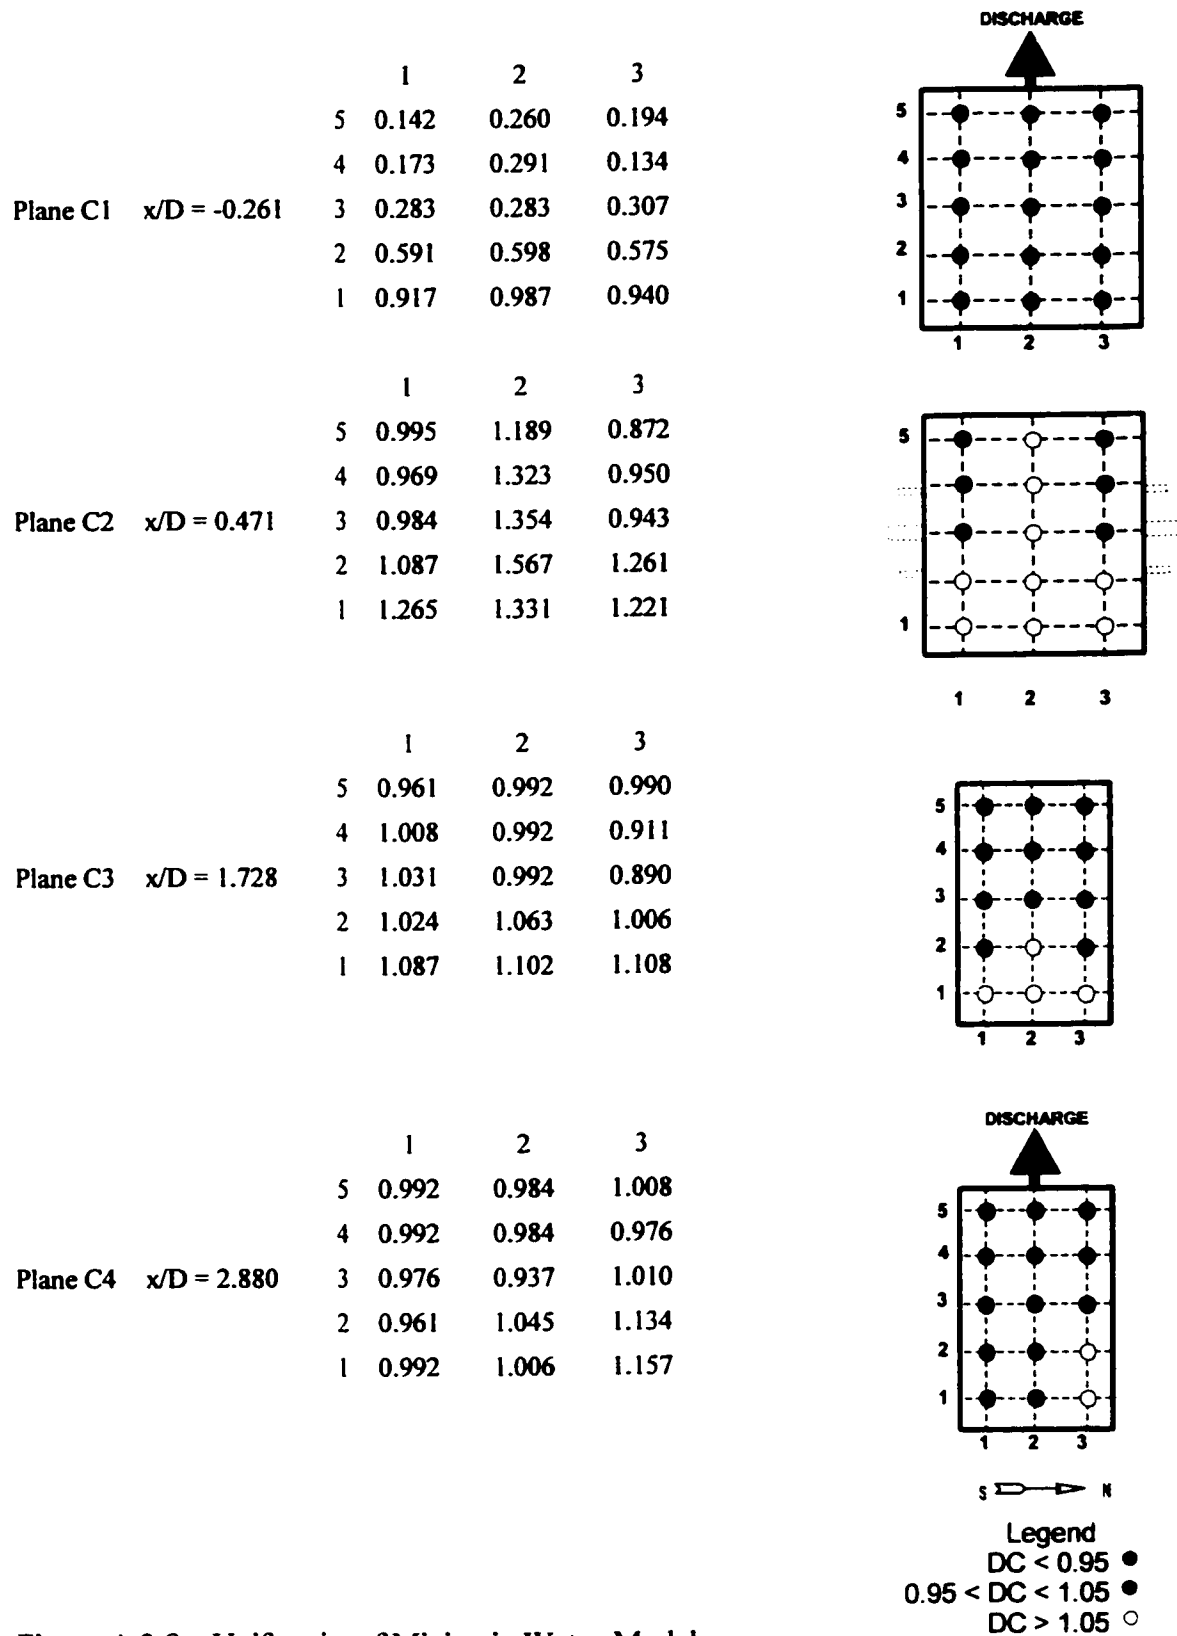 DISCHARGE
1 2 3
5 0.142 0.260 0.194
4 0.173 0.291 0.134
Plane C1 x/D = -0.261 3 0.283 0.283 0.307
2 0.591 0.598 0.575
1 0.917 0.987 0.940
5
4
3
2
1
1 2 3
1 2 3
5 0.995 1.189 0.872
4 0.969 1.323 0.950
Plane C2 x/D = 0.471 3 0.984 1.354 0.943
2 1.087 1.567 1.261
1 1.265 1.331 1.221
5
1
1 2 3
1 2 3
5 0.961 0.992 0.990
4 1.008 0.992 0.911
Plane C3 x/D = 1.728 3 1.031 0.992 0.890
2 1.024 1.063 1.006
1 1.087 1.102 1.108
5
4
3
2
1
1 2 3
DISCHARGE
1 2 3
5 0.992 0.984 1.008
4 0.992 0.984 0.976
Plane C4 x/D = 2.880 3 0.976 0.937 1.010
2 0.961 1.045 1.134
1 0.992 1.006 1.157
5
4
3
2
1
1 2 3
S N
Legend
DC < 0.95
0.95 < DC < 1.05
DC > 1.05